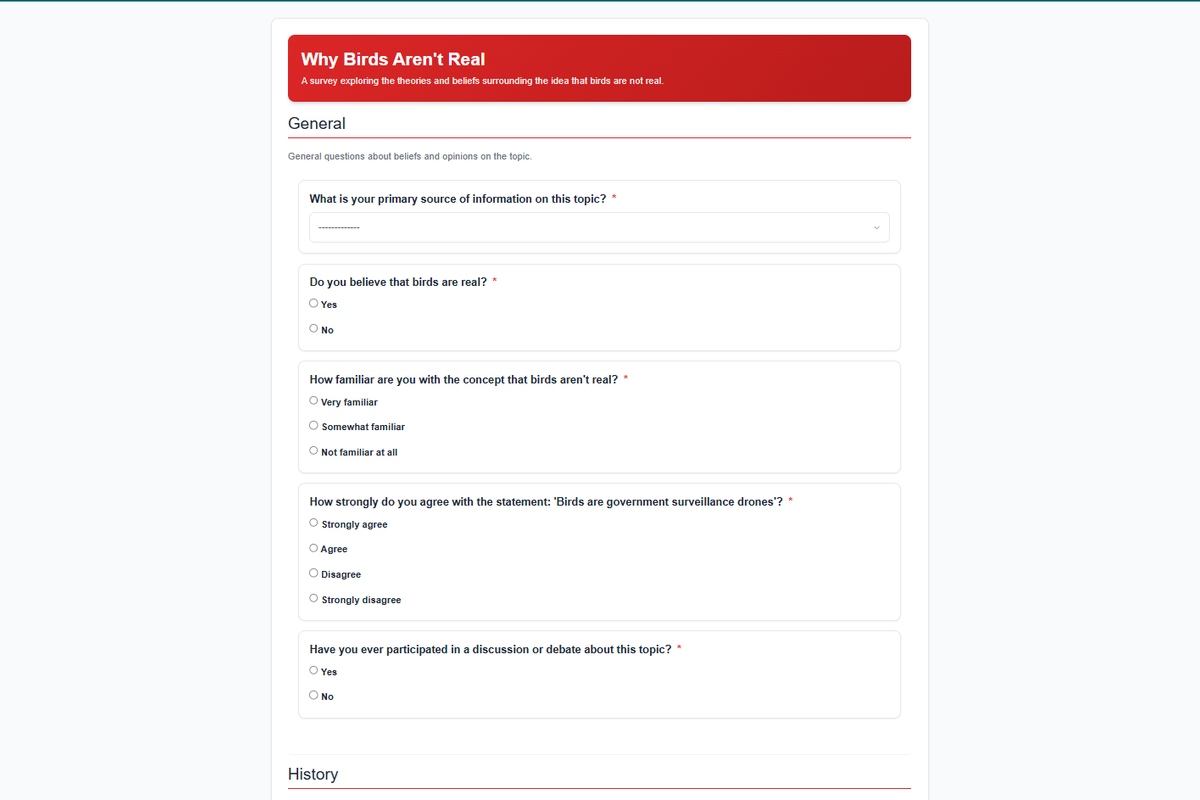 Why Birds Aren't Real
A survey exploring the theories and beliefs surrounding the idea that birds are not real.
General
General questions about beliefs and opinions on the topic.
What is your primary source of information on this topic? *
-------------
Do you believe that birds are real? *
Yes
No
How familiar are you with the concept that birds aren't real? *
Very familiar
Somewhat familiar
Not familiar at all
How strongly do you agree with the statement: 'Birds are government surveillance drones'? *
Strongly agree
Agree
Disagree
Strongly disagree
Have you ever participated in a discussion or debate about this topic? *
Yes
No
History